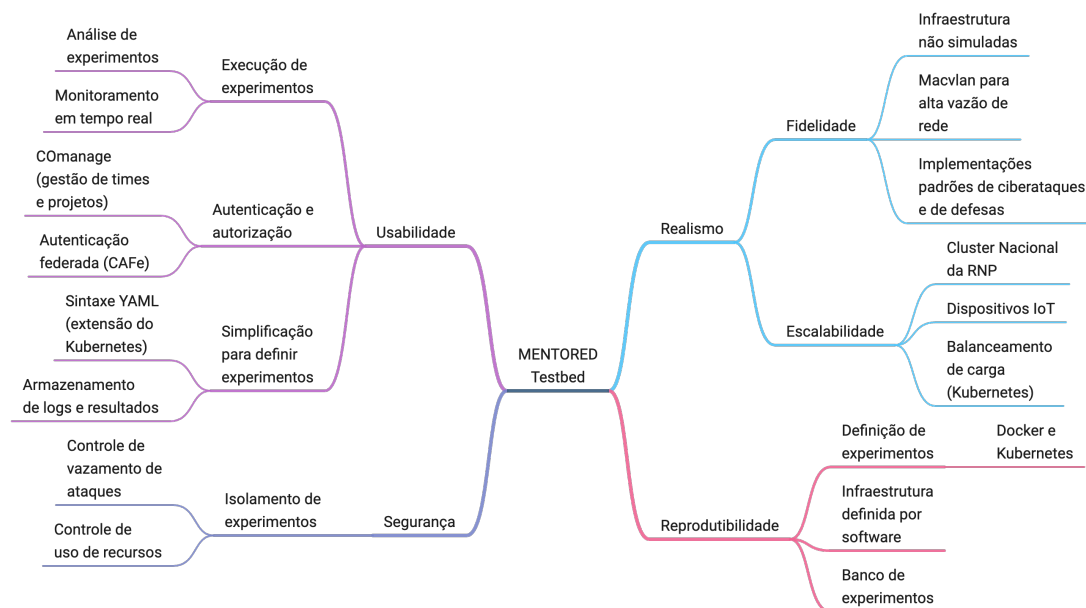 Análise de
experimentos
Monitoramento
em tempo real
Execução de
experimentos
COmanage
(gestão de times
e projetos)
Autenticação
federada (CAFe)
Autenticação e
autorização
Sintaxe YAML
(extensão do
Kubernetes)
Armazenamento
de logs e resultados
Simplificação
para definir
experimentos
Usabilidade
Controle de
vazamento de
ataques
Controle de
uso de recursos
Isolamento de
experimentos
Segurança
MENTORED
Testbed
Realismo
Fidelidade
Infraestrutura
não simuladas
Macvlan para
alta vazão de
rede
Implementações
padrões de ciberataques
e de defesas
Escalabilidade
Cluster Nacional
da RNP
Dispositivos IoT
Balanceamento
de carga
(Kubernetes)
Reprodutibilidade
Definição de
experimentos
Docker e
Kubernetes
Infraestrutura
definida por
software
Banco de
experimentos